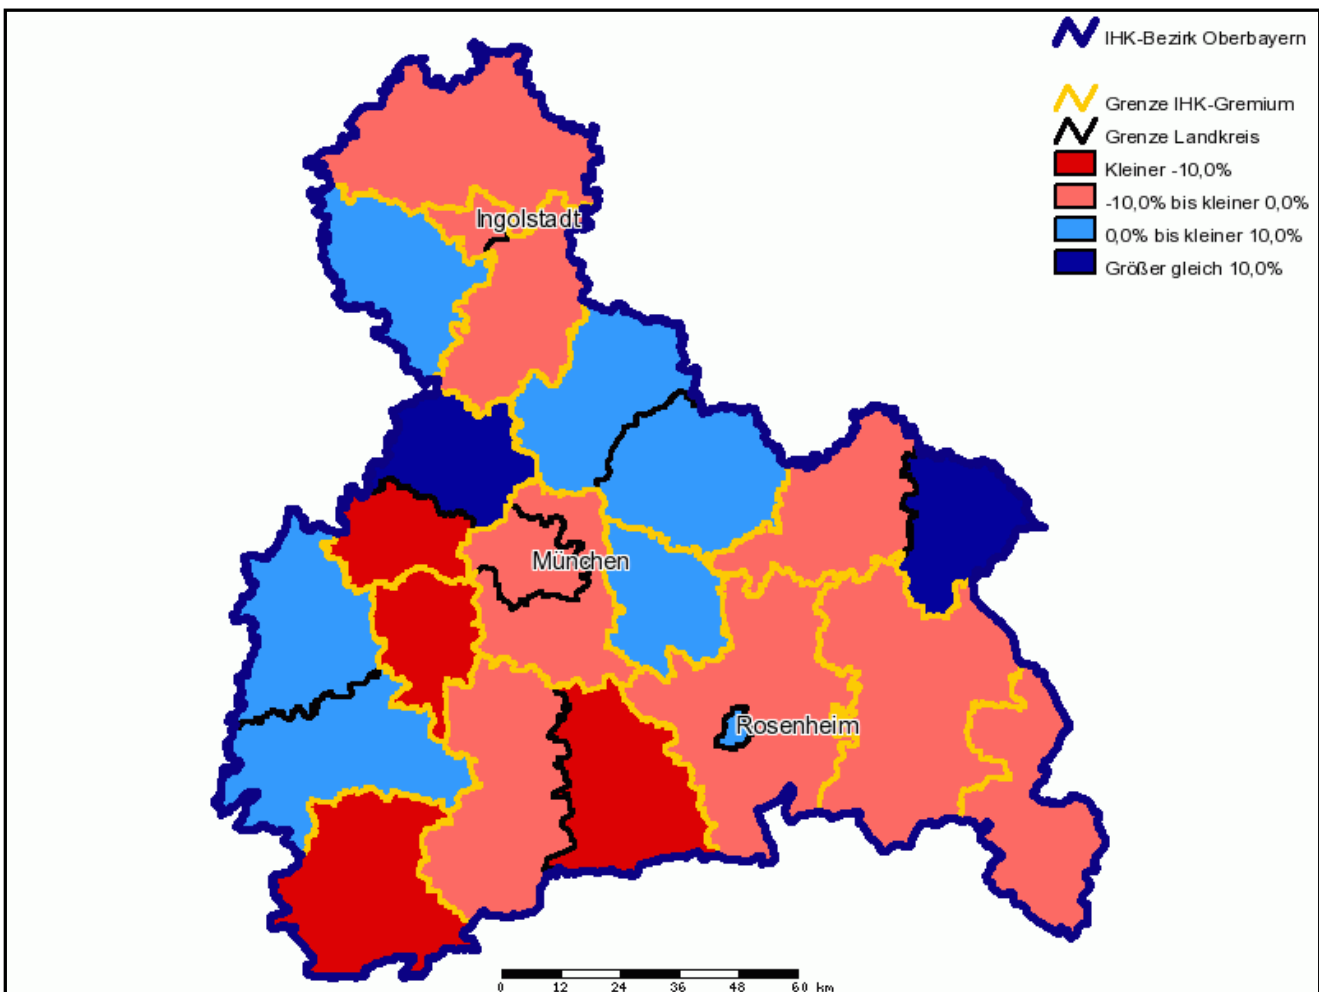 IHK-Bezirk Oberbayern
Grenze IHK-Gremium
Grenze Landkreis
Kleiner -10,0%
-10,0% bis kleiner 0,0%
0,0% bis kleiner 10,0%
Größer gleich 10,0%
Ingolstadt
München
Rosenheim
0 12 24 36 48 60 km